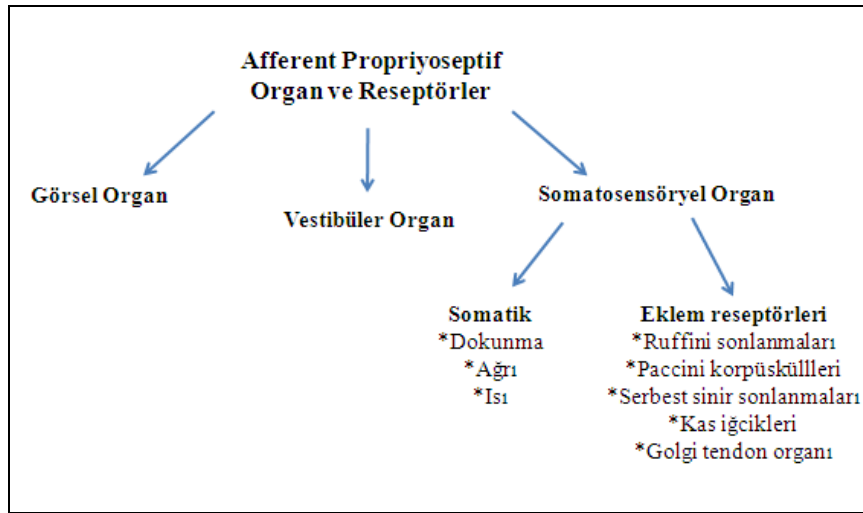 Afferent Propriyoseptif
Organ ve Reseptörler
Görsel Organ
Vestibüler Organ
Somatosensöryel Organ
Somatik
*Dokunma
*Ağrı
*Isı
Eklem reseptörleri
*Ruffini sonlanmaları
*Paccini korpüskülleri
*Serbest sinir sonlanmaları
*Kas iğcikleri
*Golgi tendon organı